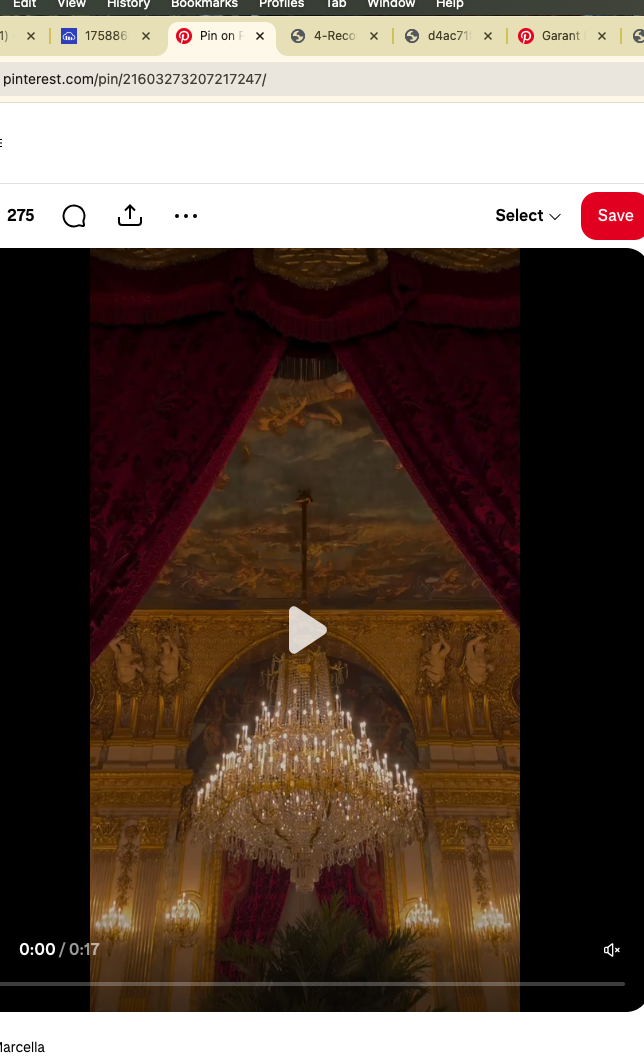 Edit View History Bookmarks Profiles Tab Window Help
1) 175886 Pin on 4-Reco d4ac71 Garant
pinterest.com/pin/21603273207217247/
275 Select Save
0:00 / 0:17
Marcella